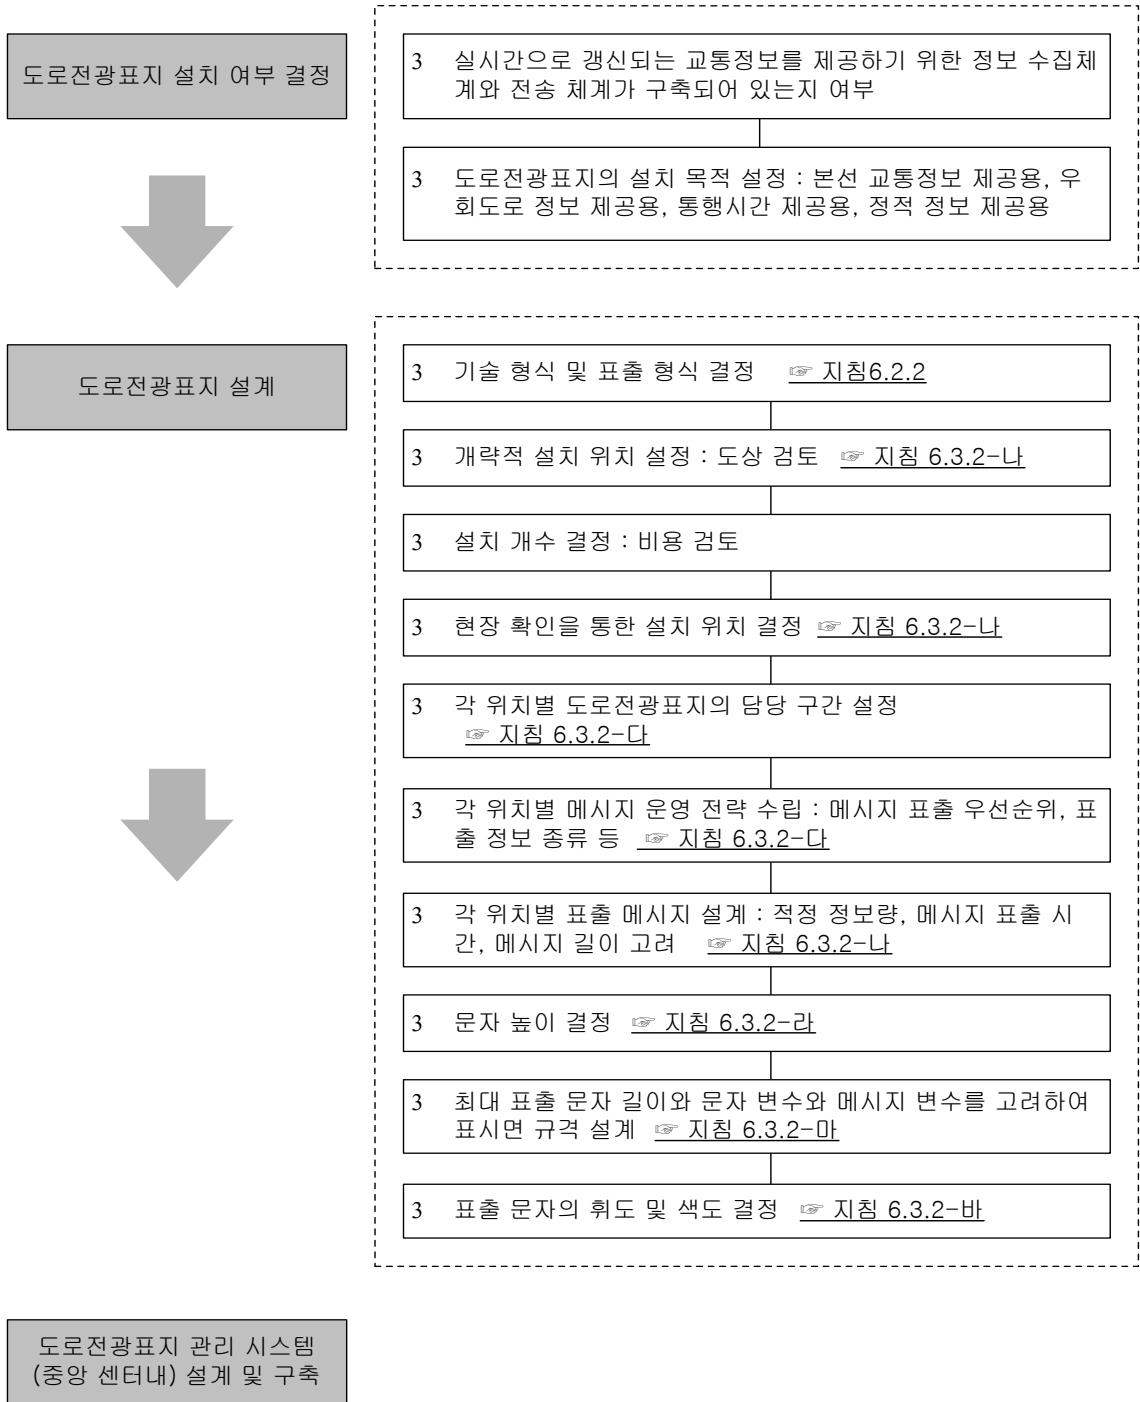 도로전광표지 설치 여부 결정
3 실시간으로 갱신되는 교통정보를 제공하기 위한 정보 수집체
계와 전송 체계가 구축되어 있는지 여부
3 도로전광표지의 설치 목적 설정 : 본선 교통정보 제공용, 우
회도로 정보 제공용, 통행시간 제공용, 정적 정보 제공용
도로전광표지 설계
3 기술 형식 및 표출 형식 결정 ☞ 지침6.2.2
3 개략적 설치 위치 설정 : 도상 검토 ☞ 지침 6.3.2-나
3 설치 개수 결정 : 비용 검토
3 현장 확인을 통한 설치 위치 결정 ☞ 지침 6.3.2-나
3 각 위치별 도로전광표지의 담당 구간 설정
☞ 지침 6.3.2-다
3 각 위치별 메시지 운영 전략 수립 : 메시지 표출 우선순위, 표
출 정보 종류 등 ☞ 지침 6.3.2-다
3 각 위치별 표출 메시지 설계 : 적정 정보량, 메시지 표출 시
간, 메시지 길이 고려 ☞ 지침 6.3.2-나
3 문자 높이 결정 ☞ 지침 6.3.2-라
3 최대 표출 문자 길이와 문자 변수와 메시지 변수를 고려하여
표시면 규격 설계 ☞ 지침 6.3.2-마
3 표출 문자의 휘도 및 색도 결정 ☞ 지침 6.3.2-바
도로전광표지 관리 시스템
(중앙 센터내) 설계 및 구축